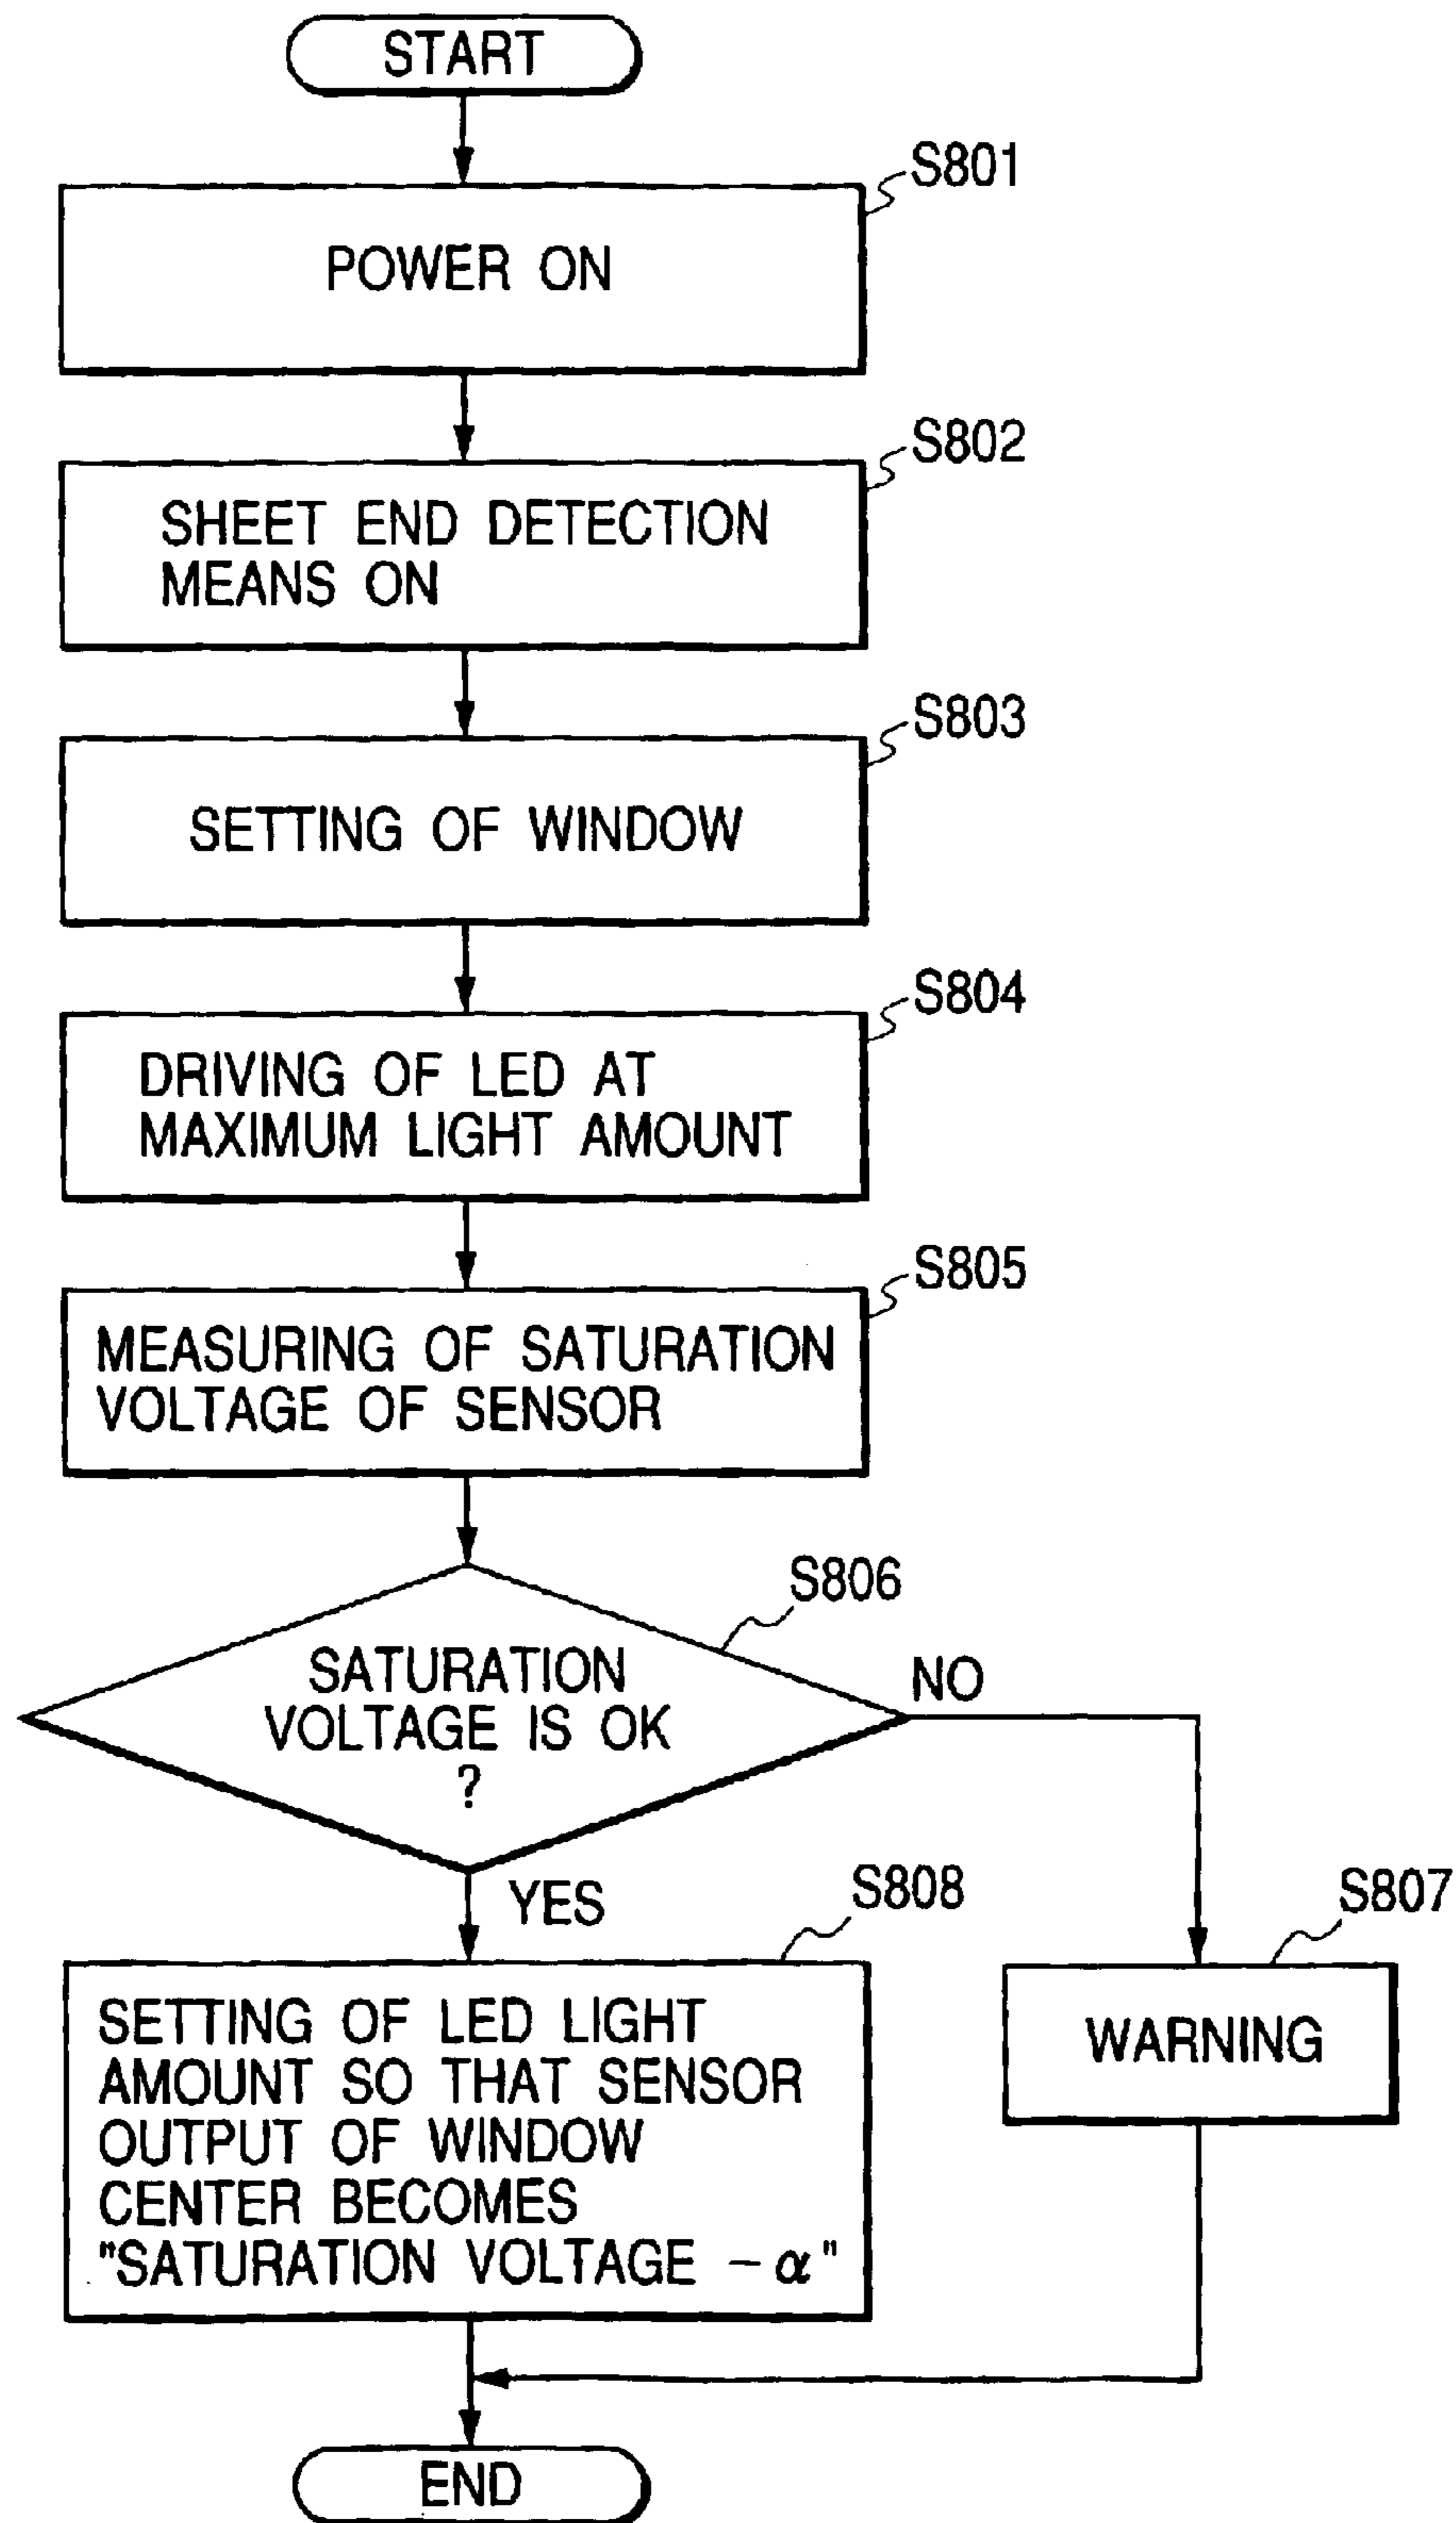 START
S801
POWER ON
S802
SHEET END DETECTION
MEANS ON
S803
SETTING OF WINDOW
S804
DRIVING OF LED AT
MAXIMUM LIGHT AMOUNT
S805
MEASURING OF SATURATION
VOLTAGE OF SENSOR
S806
SATURATION
VOLTAGE IS OK
?
NO
YES
S808
SETTING OF LED LIGHT
AMOUNT SO THAT SENSOR
OUTPUT OF WINDOW
CENTER BECOMES
"SATURATION VOLTAGE – α"
S807
WARNING
END